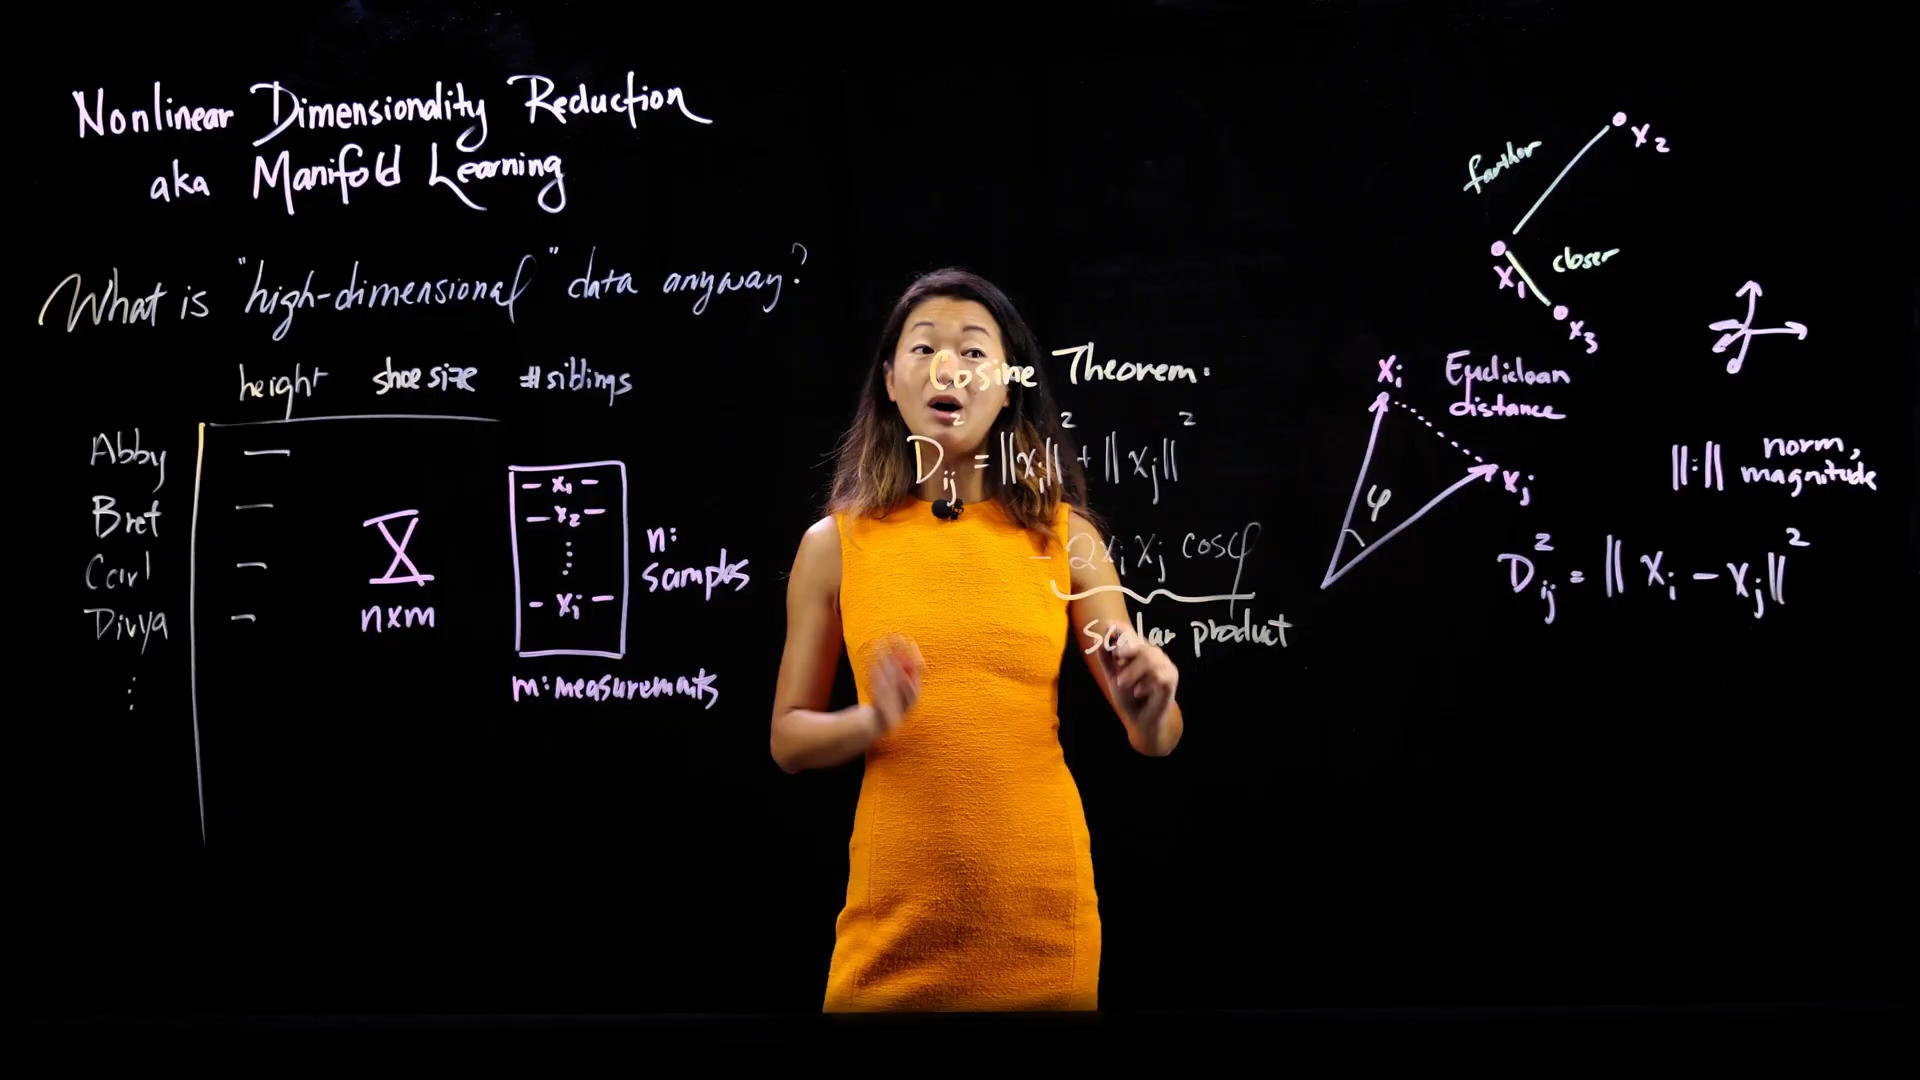 Nonlinear Dimensionality Reduction
aka Manifold Learning
What is "high-dimensional" data anyway?
height shoe size # siblings
Abby
Bret
Carl
Divya
⋮
X
n×m
– x₁ –
– x₂ –
⋮
– xᵢ –
n:
samples
m: measurements
Cosine Theorem.
D²ᵢⱼ = ||xᵢ||² + ||xⱼ||²
– 2xᵢ xⱼ cosφ
scalar product
x₂
farther
x₁
closer
x₃
xᵢ
Euclidean
distance
xⱼ
φ
||·|| norm,
magnitude
D²ᵢⱼ = || xᵢ – xⱼ||²